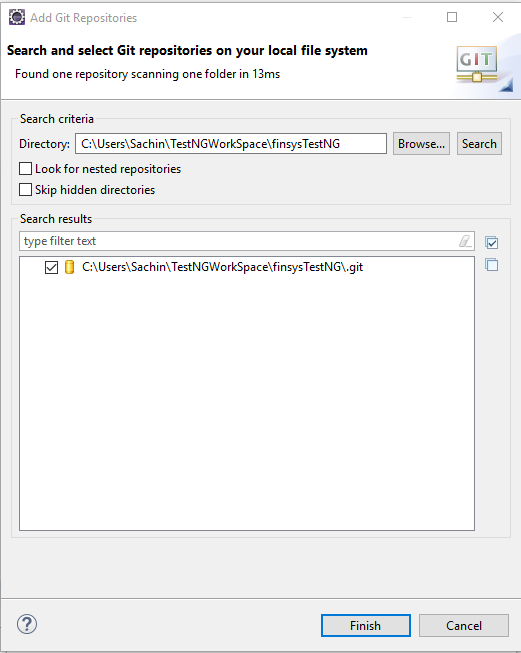 Add Git Repositories
Search and select Git repositories on your local file system
Found one repository scanning one folder in 13ms
GIT
Search criteria
Directory: C:\Users\Sachin\TestNGWorkSpace\finsysTestNG Browse... Search
Look for nested repositories
Skip hidden directories
Search results
type filter text
C:\Users\Sachin\TestNGWorkSpace\finsysTestNG\.git
? Finish Cancel